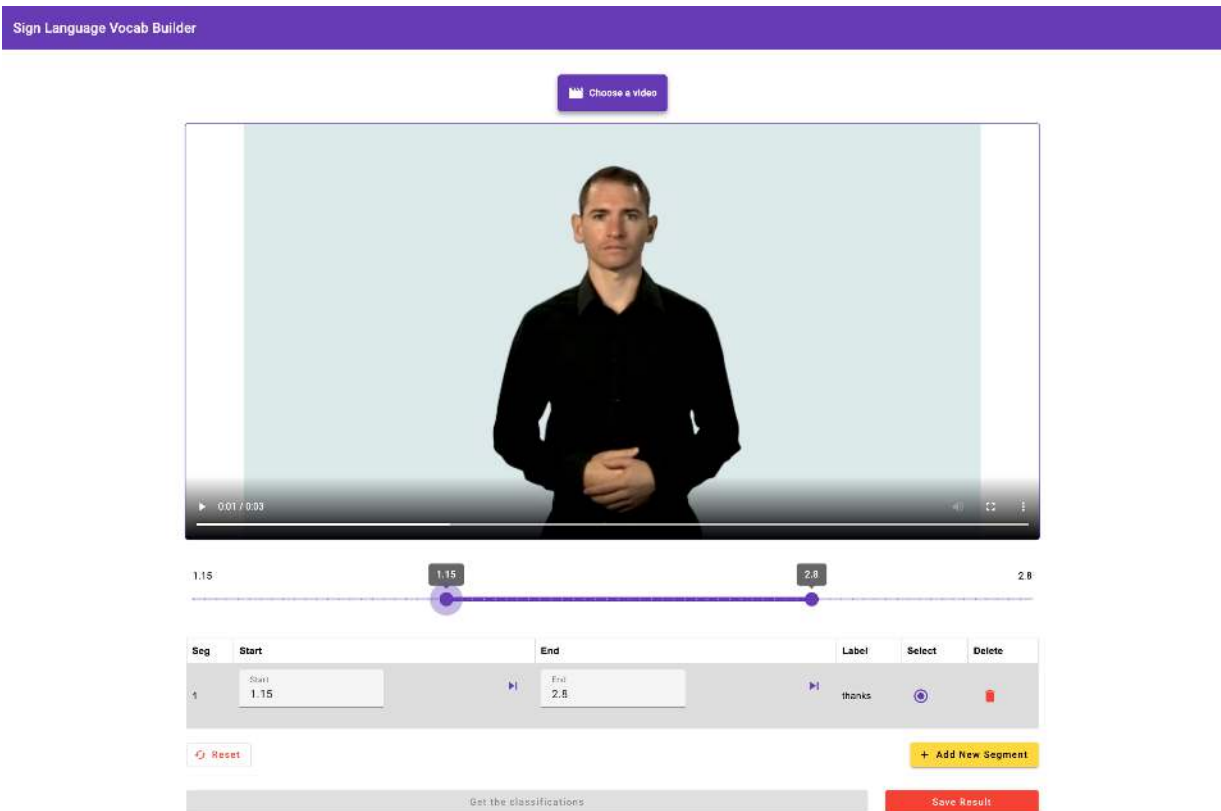 Sign Language Vocab Builder
Choose a video
0:01 / 0:03
1.15 1.15 2.8 2.8
Seg Start End Label Select Delete
Start End
1 1.15 2.8 thanks
Reset + Add New Segment
Get the classifications Save Result